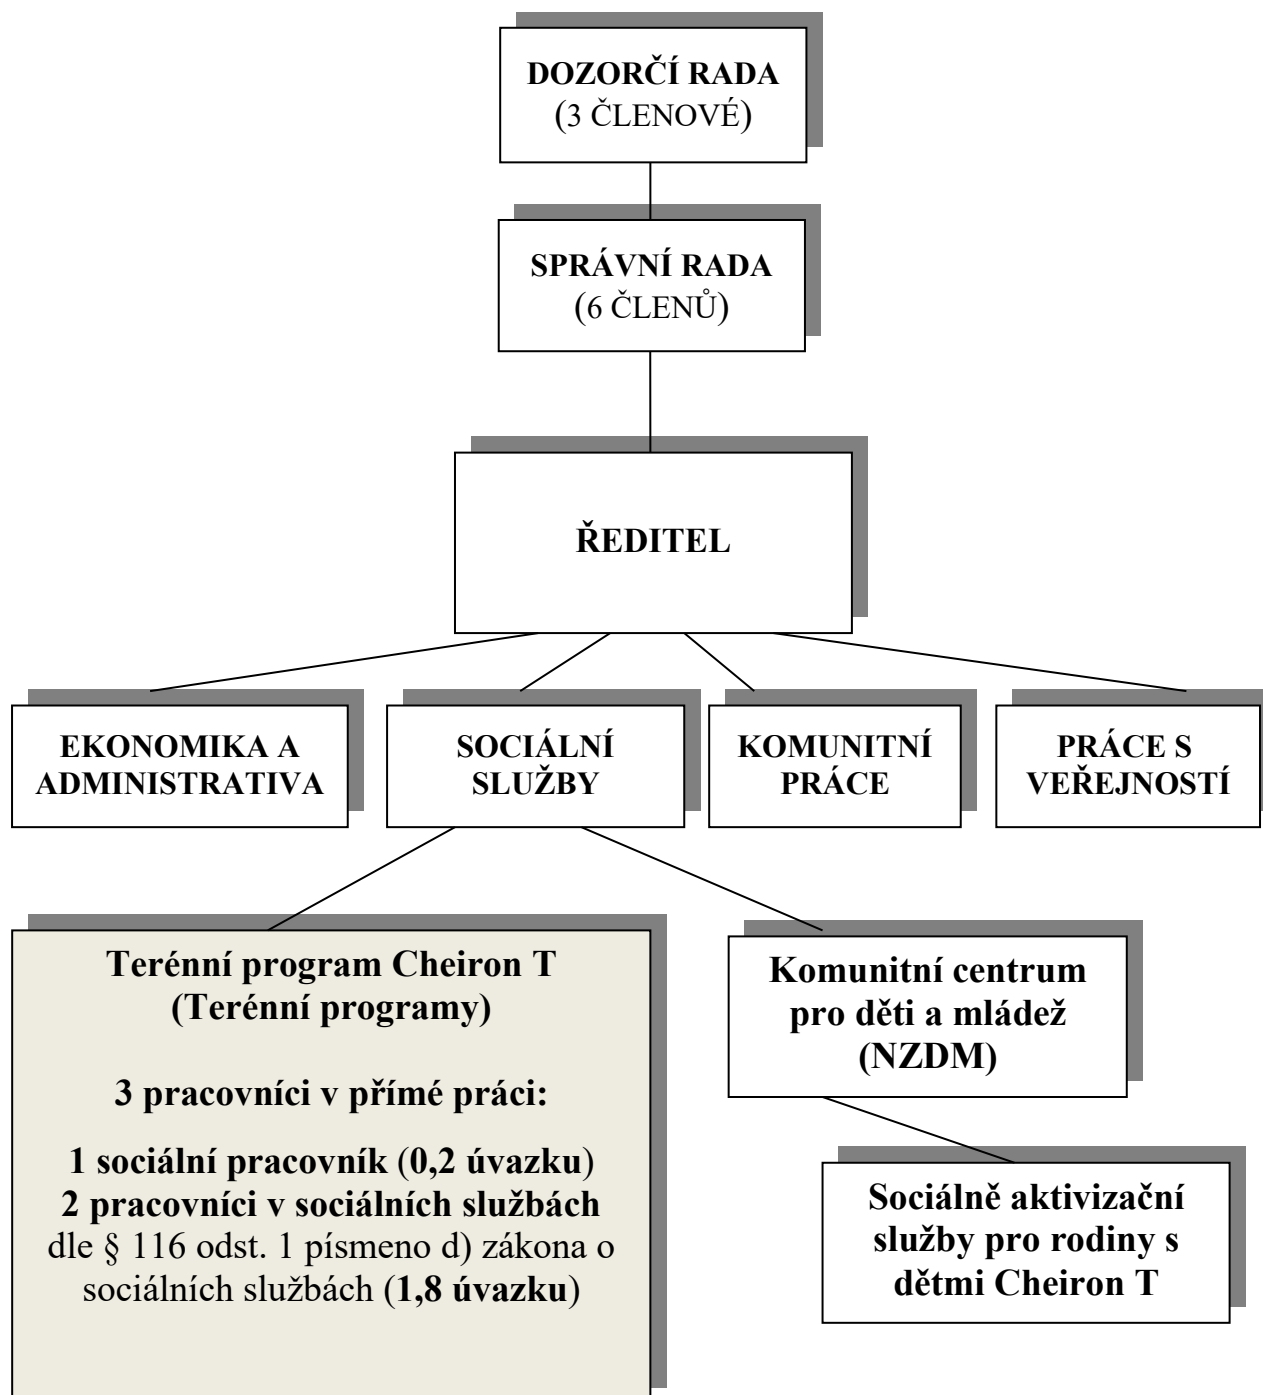 DOZORČÍ RADA
(3 ČLENOVÉ)
SPRÁVNÍ RADA
(6 ČLENŮ)
ŘEDITEL
EKONOMIKA A
ADMINISTRATIVA
SOCIÁLNÍ
SLUŽBY
KOMUNITNÍ
PRÁCE
PRÁCE S
VEŘEJNOSTÍ
Terénní program Cheiron T
(Terénní programy)
3 pracovníci v přímé práci:
1 sociální pracovník (0,2 úvazku)
2 pracovníci v sociálních službách
dle § 116 odst. 1 písmeno d) zákona o
sociálních službách (1,8 úvazku)
Komunitní centrum
pro děti a mládež
(NZDM)
Sociálně aktivizační
služby pro rodiny s
dětmi Cheiron T